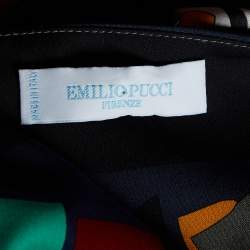 EMILIO PUCCI
FIRENZE
MADE IN ITALY